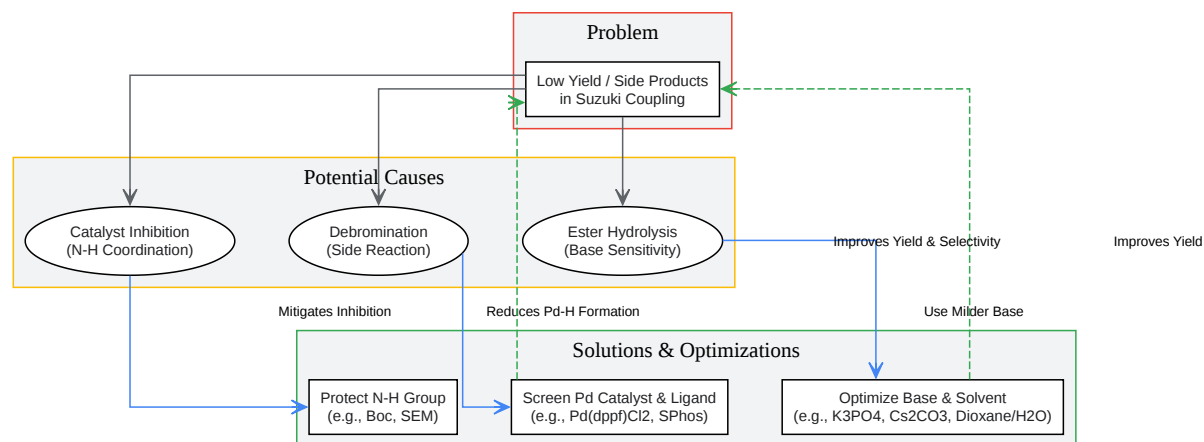 Problem
Low Yield / Side Products
in Suzuki Coupling
Potential Causes
Catalyst Inhibition
(N-H Coordination)
Debromination
(Side Reaction)
Ester Hydrolysis
(Base Sensitivity)
Improves Yield & Selectivity
Improves Yield
Mitigates Inhibition
Reduces Pd-H Formation
Use Milder Base
Solutions & Optimizations
Protect N-H Group
(e.g., Boc, SEM)
Screen Pd Catalyst & Ligand
(e.g., Pd(dppf)Cl2, SPhos)
Optimize Base & Solvent
(e.g., K3PO4, Cs2CO3, Dioxane/H2O)